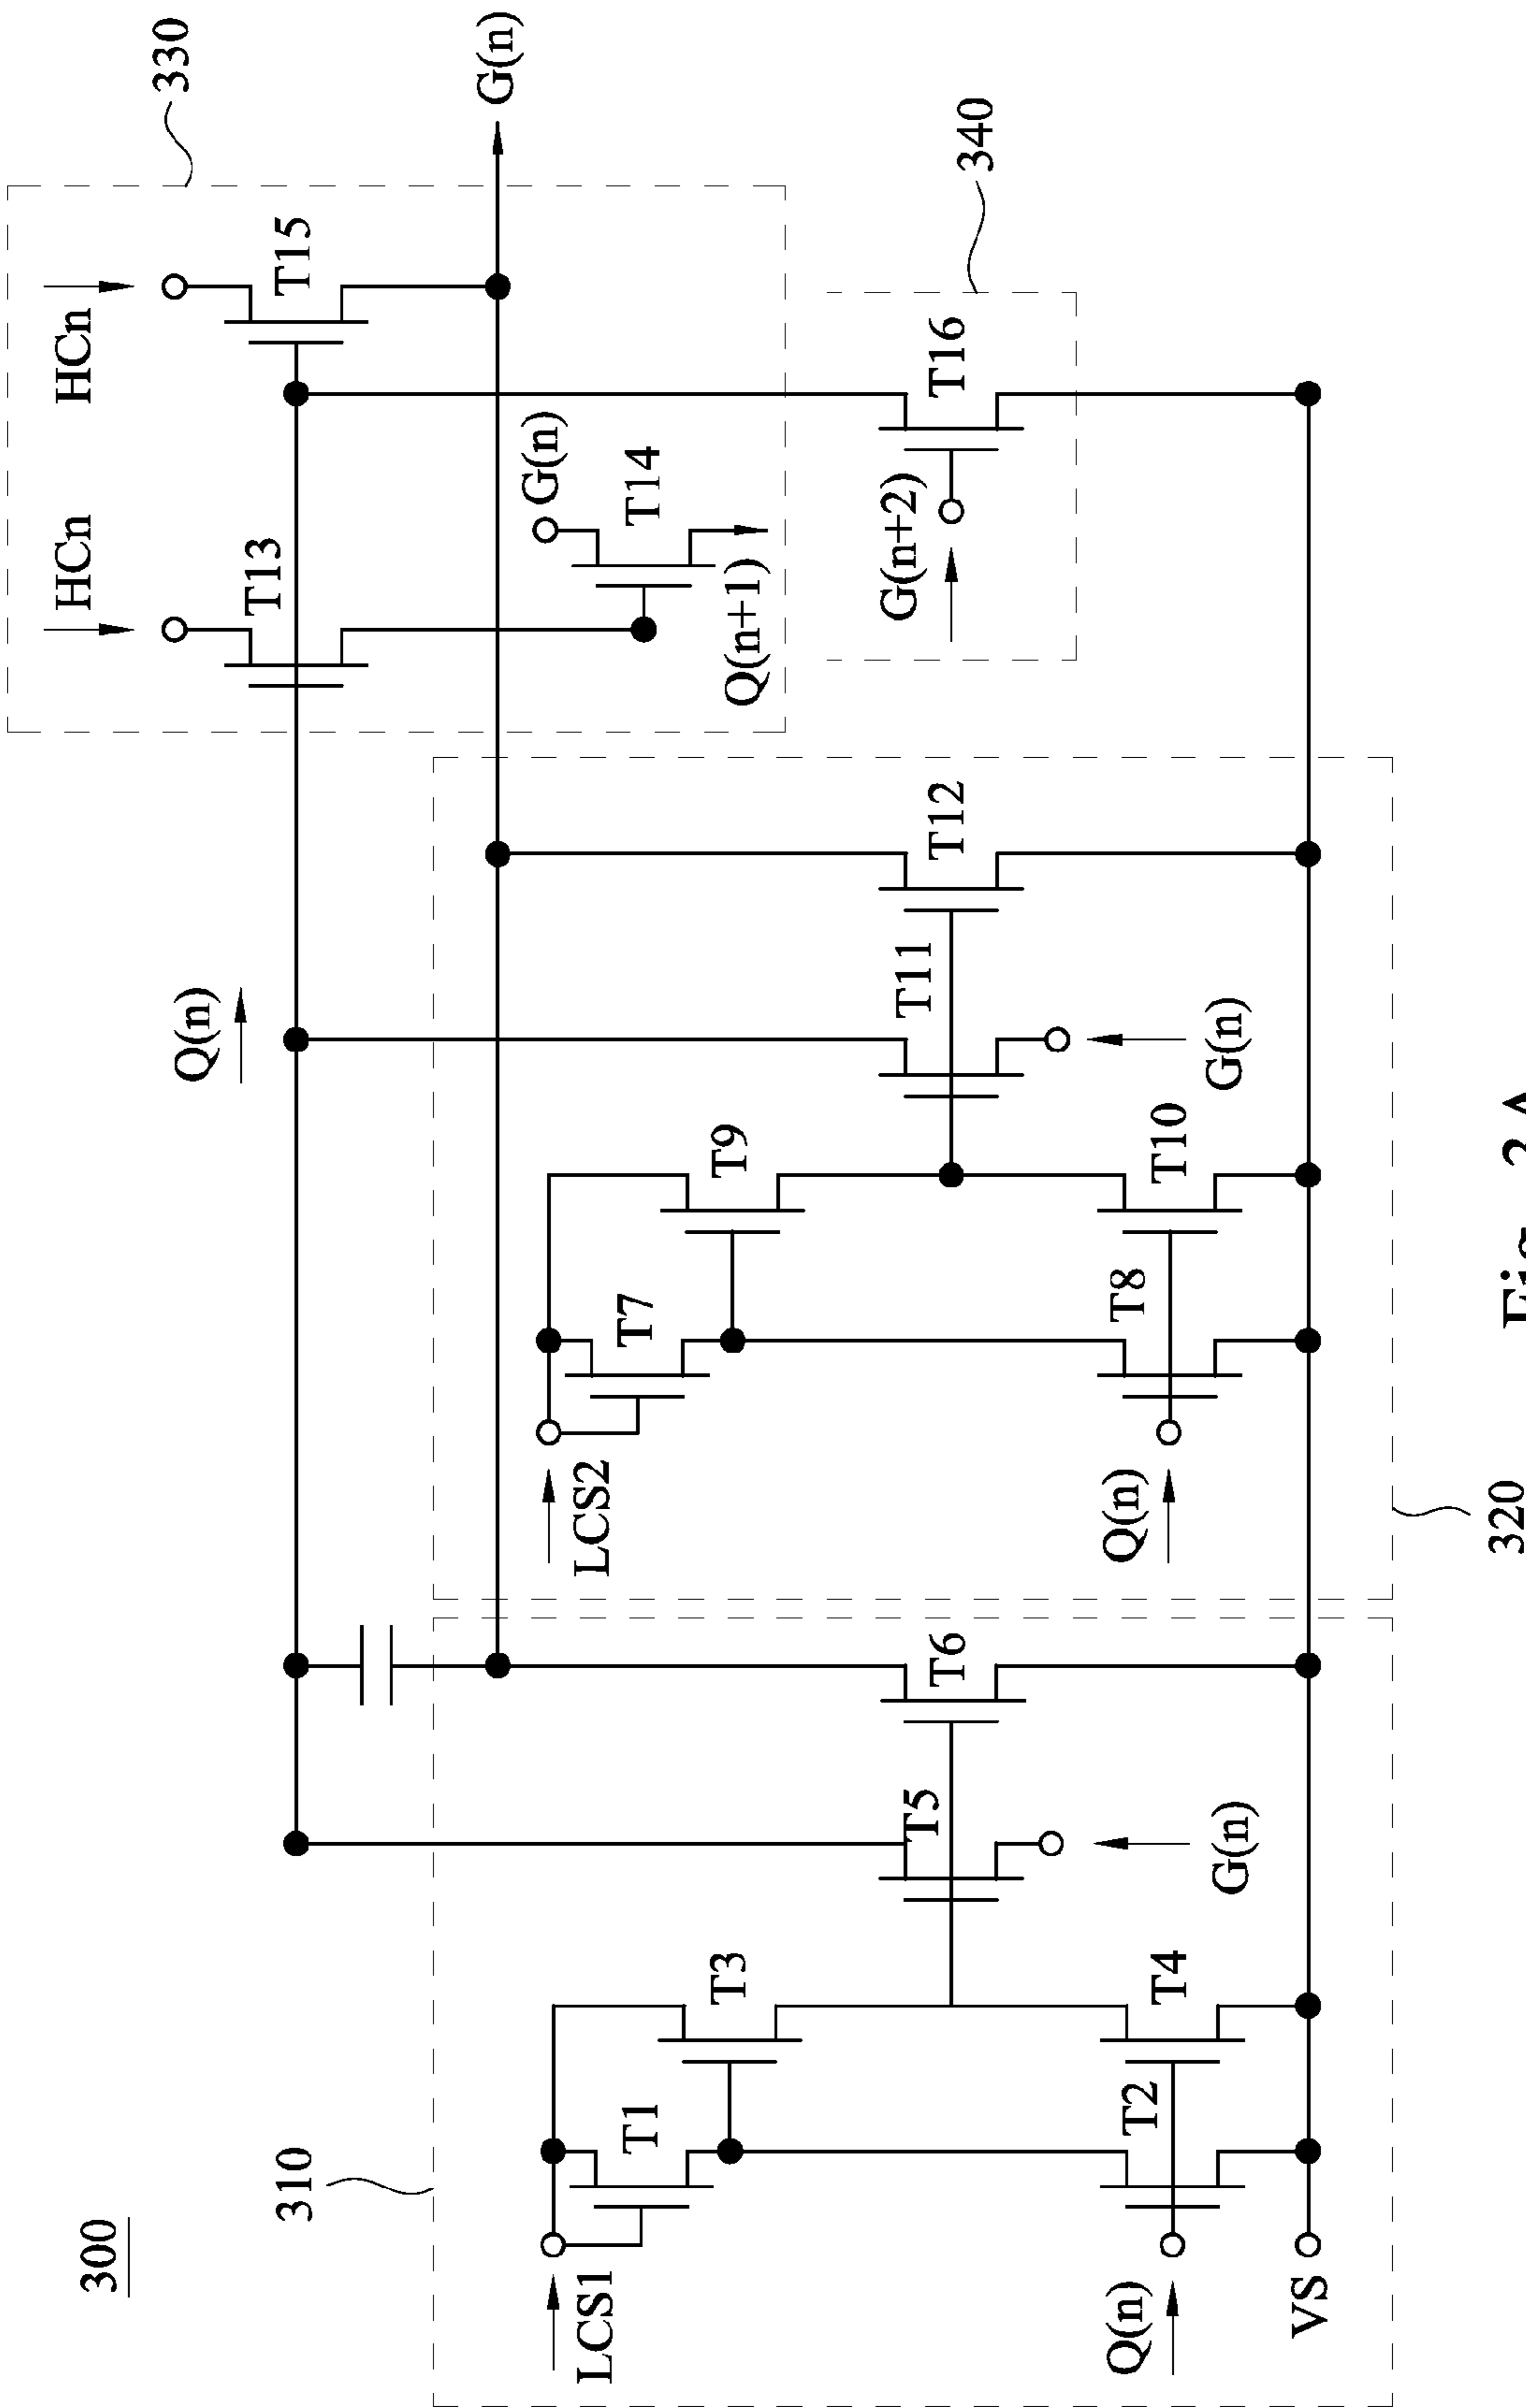 HCn
HCn
300
330
Q(n)
T13
T15
310
G(n)
G(n)
LCS1
T1
LCS2
T7
T14
T3
T9
Q(n+1)
T5
T6
T11
T12
G(n+2)
T16
340
Q(n)
T2
T4
Q(n)
T8
T10
G(n)
G(n)
VS
320
Fig.